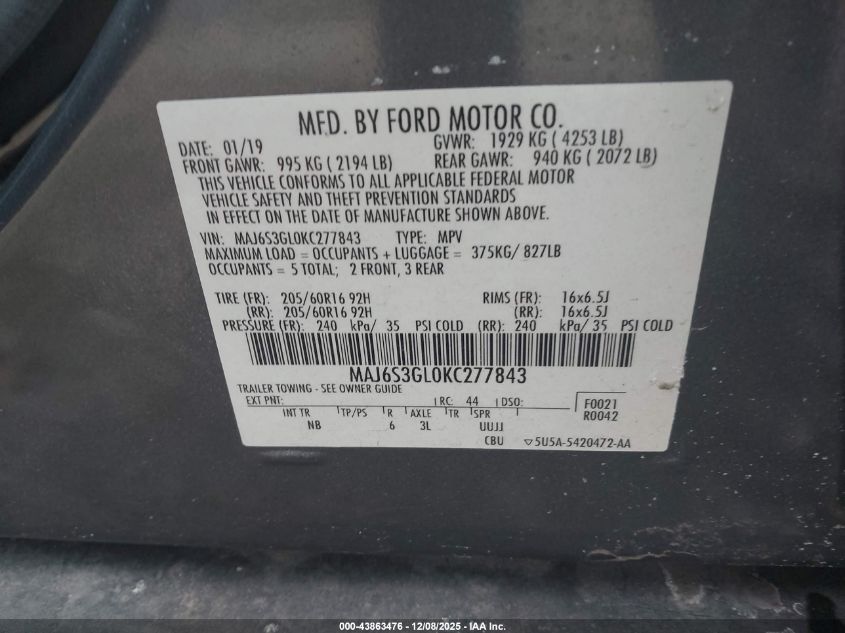 MFD. BY FORD MOTOR CO.
DATE: 01/19 GVWR: 1929 KG ( 4253 LB)
FRONT GAWR: 995 KG ( 2194 LB) REAR GAWR: 940 KG ( 2072 LB)
THIS VEHICLE CONFORMS TO ALL APPLICABLE FEDERAL MOTOR
VEHICLE SAFETY AND THEFT PREVENTION STANDARDS
IN EFFECT ON THE DATE OF MANUFACTURE SHOWN ABOVE.
VIN: MAJ6S3GL0KC277843 TYPE: MPV
MAXIMUM LOAD = OCCUPANTS + LUGGAGE = 375KG/ 827LB
OCCUPANTS = 5 TOTAL; 2 FRONT, 3 REAR
TIRE (FR): 205/60R16 92H RIMS (FR): 16x6.5J
(RR): 205/60R16 92H (RR): 16x6.5J
PRESSURE (FR): 240 kPa/ 35 PSI COLD (RR): 240 kPa/ 35 PSI COLD
MAJ6S3GL0KC277843
TRAILER TOWING - SEE OWNER GUIDE
EXT PNT: RC: 44 DSO: F0021
INT TR TP/PS R AXLE TR SPR R0042
NB 6 3L UUJJ
CBU 5U5A-5420472-AA
000-43863476 • 12/08/2025 • IAA Inc.